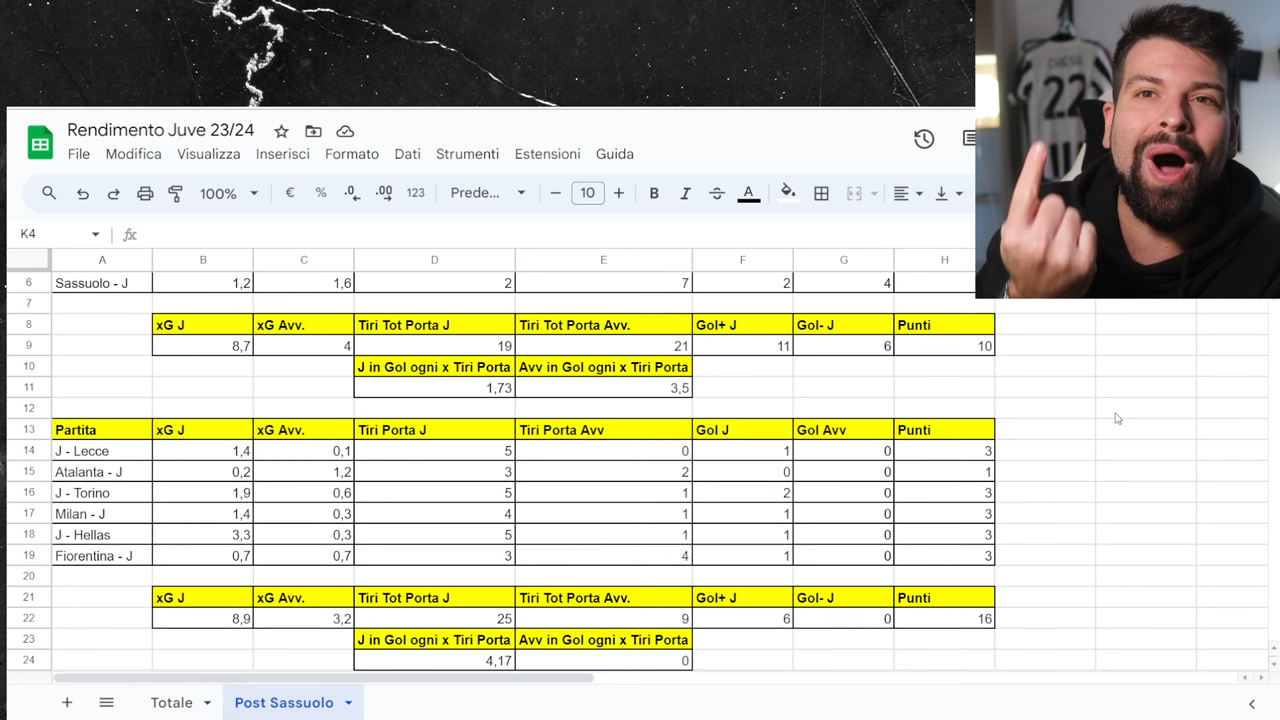 CHIESA
22
Rendimento Juve 23/24
File Modifica Visualizza Inserisci Formato Dati Strumenti Estensioni Guida
100% € % .0 .00 123 Prede... − 10 + B I A
K4 fx
A B C D E F G H
6 Sassuolo - J 1,2 1,6 2 7 2 4
7
8 xG J xG Avv. Tiri Tot Porta J Tiri Tot Porta Avv. Gol+ J Gol- J Punti
9 8,7 4 19 21 11 6 10
10 J in Gol ogni x Tiri Porta Avv in Gol ogni x Tiri Porta
11 1,73 3,5
12
13 Partita xG J xG Avv. Tiri Porta J Tiri Porta Avv Gol J Gol Avv Punti
14 J - Lecce 1,4 0,1 5 0 1 0 3
15 Atalanta - J 0,2 1,2 3 2 0 0 1
16 J - Torino 1,9 0,6 5 1 2 0 3
17 Milan - J 1,4 0,3 4 1 1 0 3
18 J - Hellas 3,3 0,3 5 1 1 0 3
19 Fiorentina - J 0,7 0,7 3 4 1 0 3
20
21 xG J xG Avv. Tiri Tot Porta J Tiri Tot Porta Avv. Gol+ J Gol- J Punti
22 8,9 3,2 25 9 6 0 16
23 J in Gol ogni x Tiri Porta Avv in Gol ogni x Tiri Porta
24 4,17 0
Totale Post Sassuolo